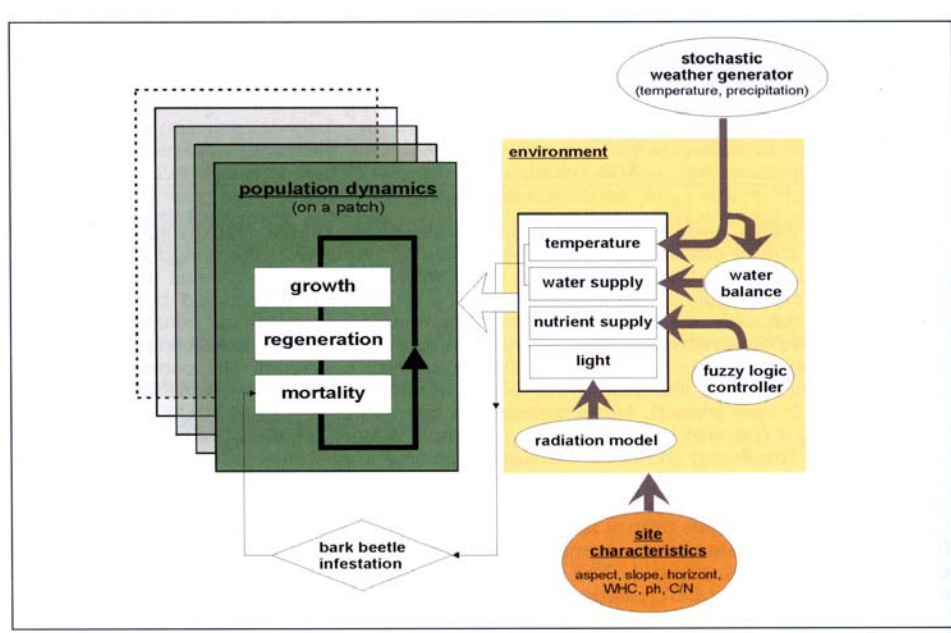 stochastic
weather generator
(temperature, precipitation)
environment
population dynamics
(on a patch)
temperature
water supply
nutrient supply
light
water
balance
fuzzy logic
controller
growth
regeneration
mortality
radiation model
bark beetle
infestation
site
characteristics
aspect, slope, horizont,
WHC, ph, C/N